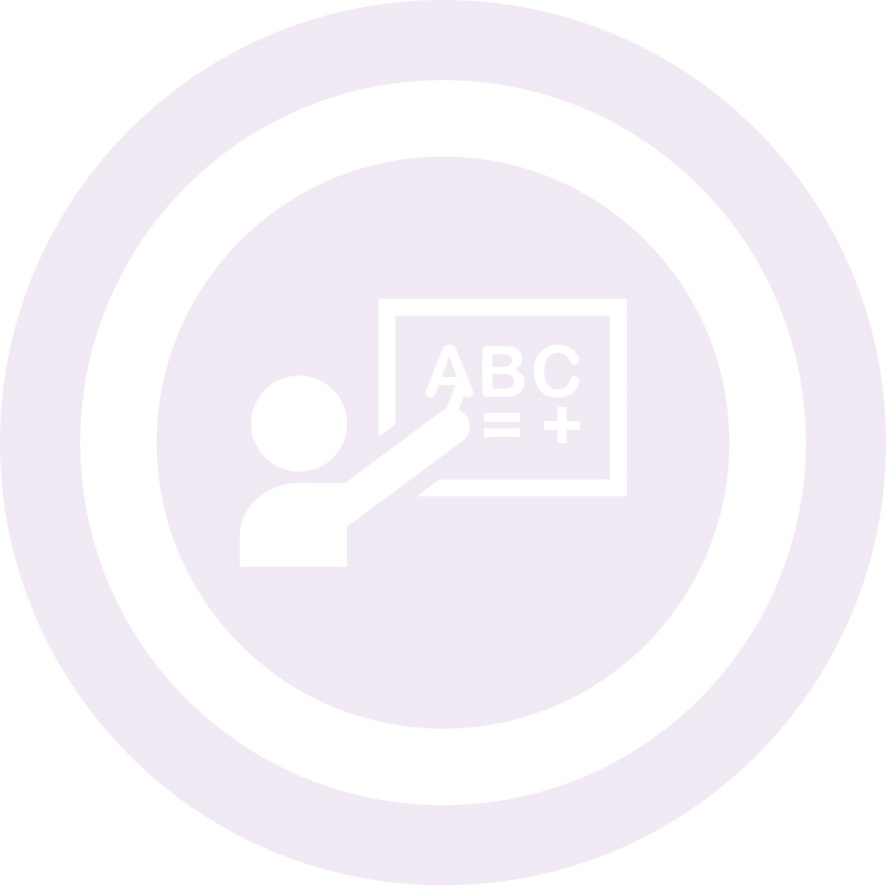 ABC
= +